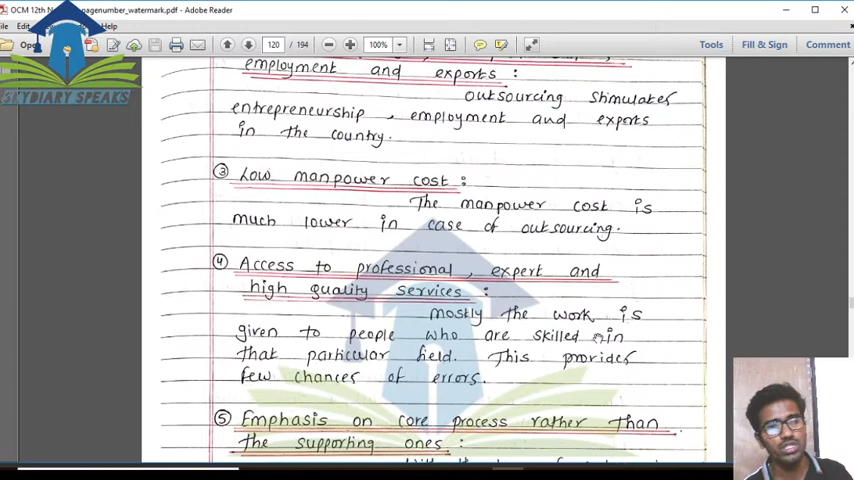 OCM 12th N pagenumber_watermark.pdf - Adobe Reader
File Help
Open 120 / 194 100% Tools Fill & Sign Comment
SKYDIARY SPEAKS
employment and exports :
outsourcing stimulates
entrepreneurship , employment and exports
in the country.
③ Low manpower cost :
The manpower cost is
much lower in case of outsourcing.
④ Access to professional , expert and
high quality services :
mostly the work is
given to people who are skilled in
that particular field. This provides
few chances of errors.
⑤ Emphasis on core process rather than
the supporting ones :